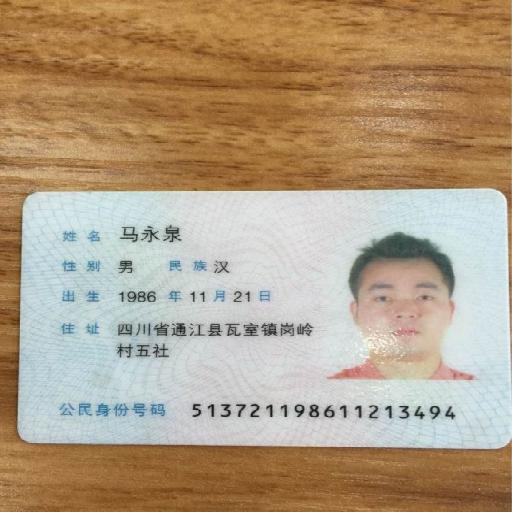 姓名 马永泉
性别 男 民族 汉
出生 1986 年 11 月 21 日
住址 四川省通江县瓦室镇岗岭
村五社
公民身份号码 513721198611213494